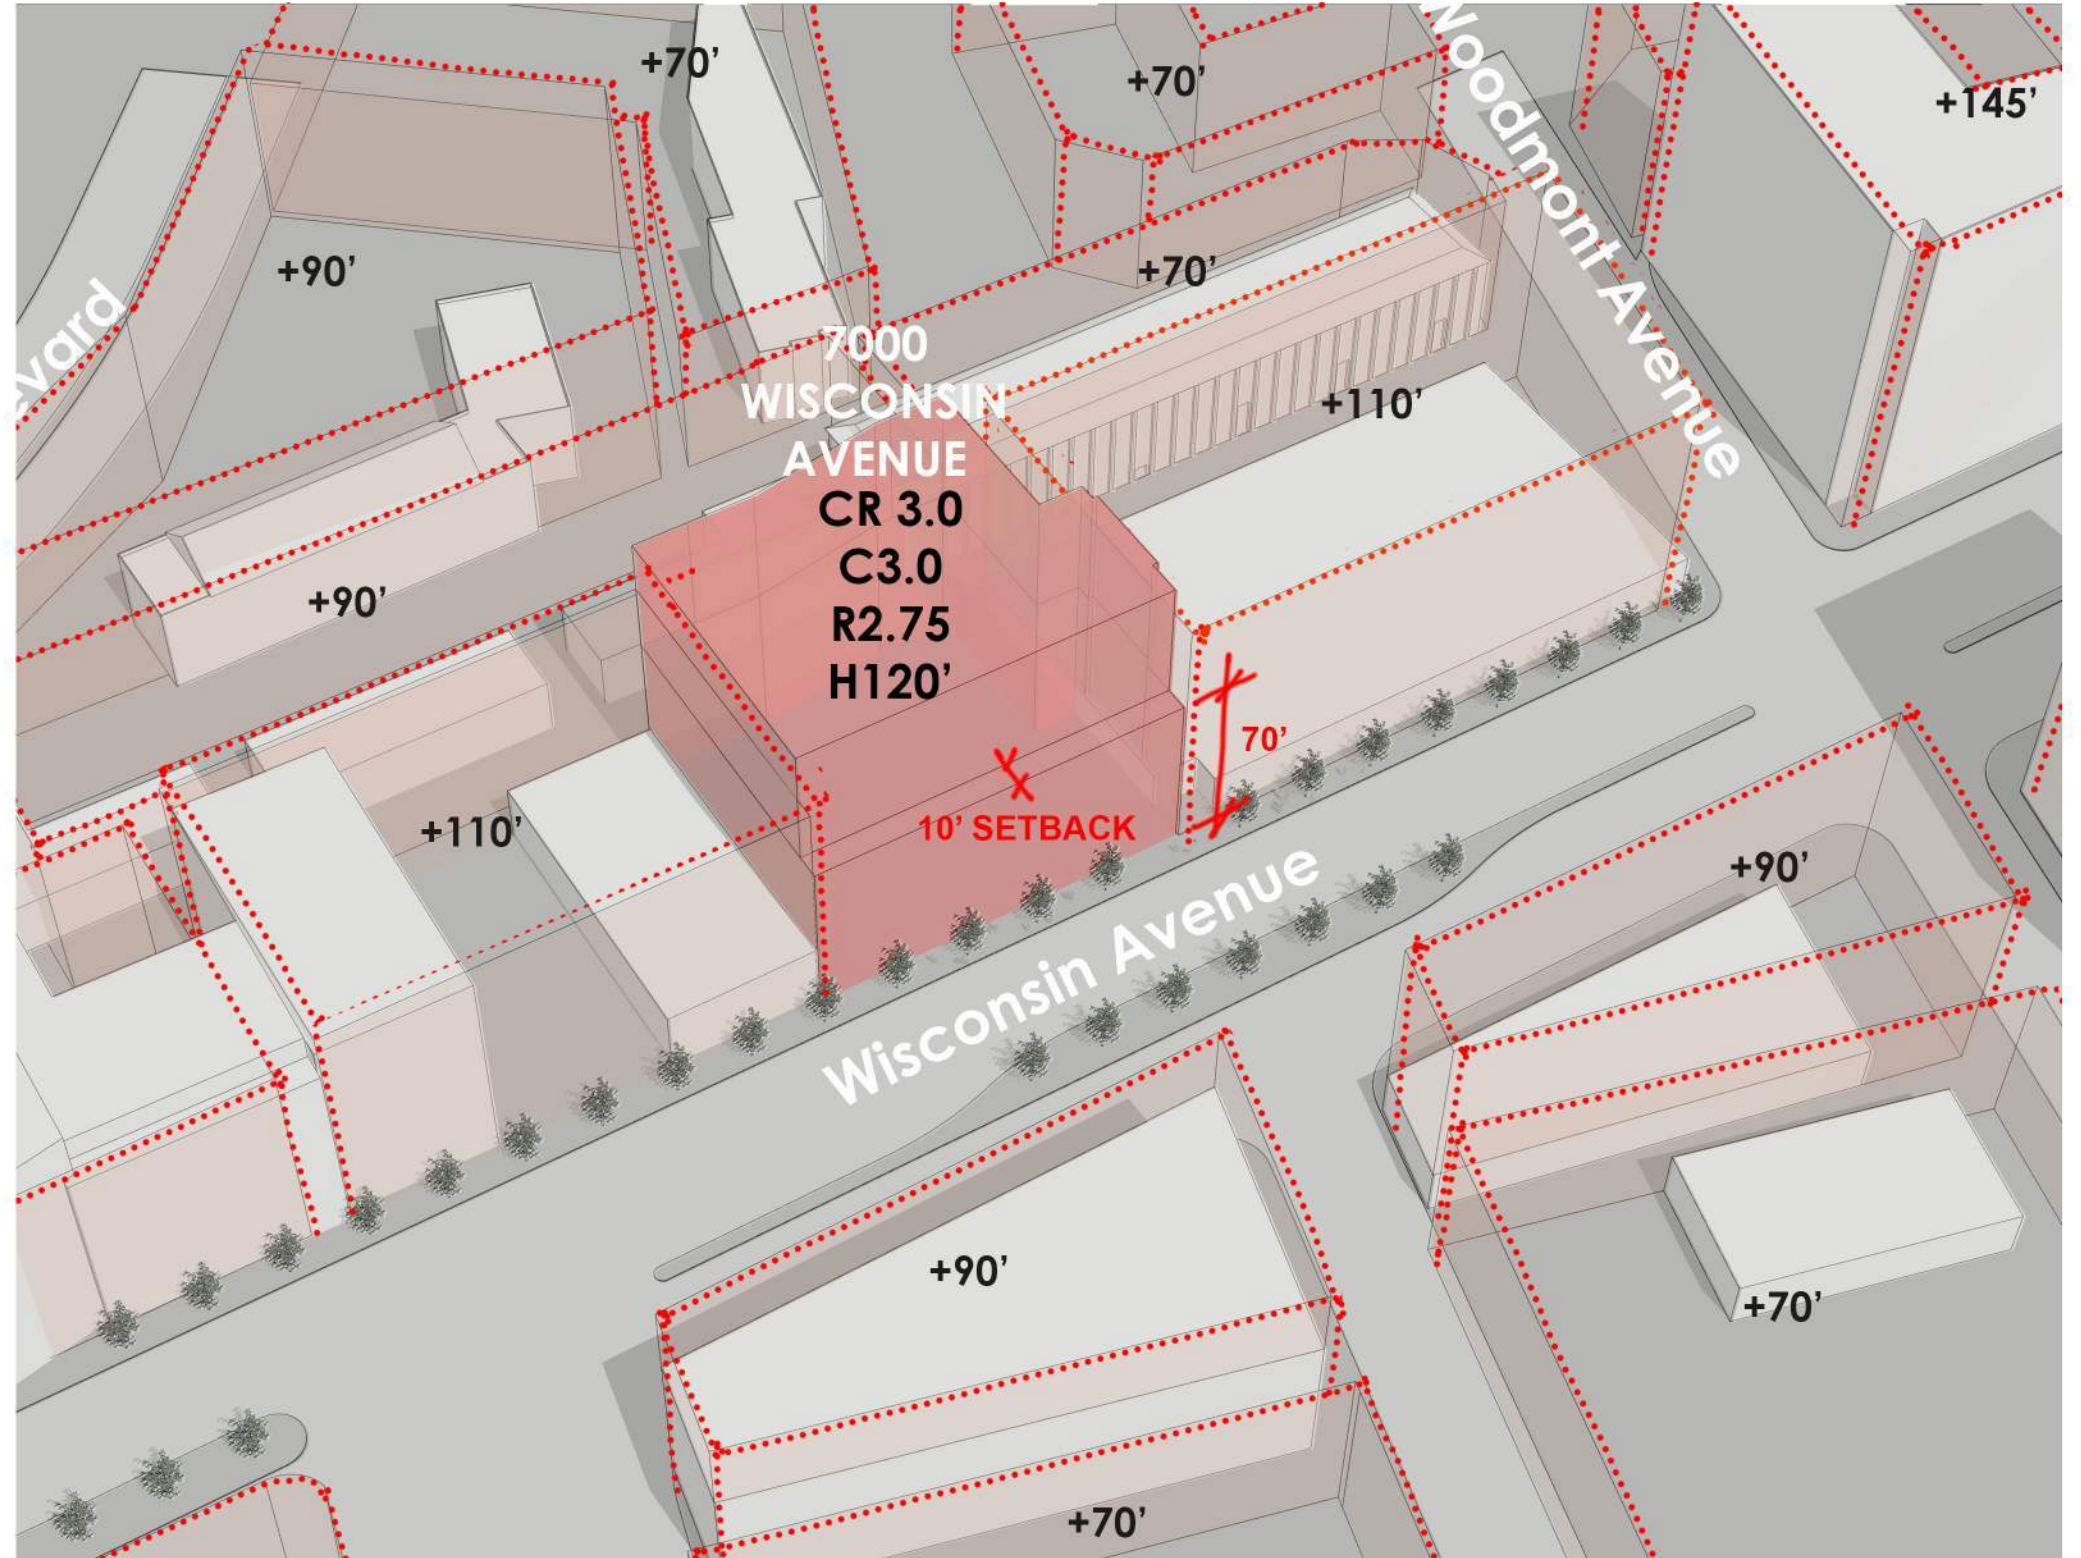 +70'
+70'
Woodmont Avenue
+145'
+90'
+70'
evard
7000
WISCONSIN
AVENUE
CR 3.0
C3.0
R2.75
H120'
+110'
+90'
70'
10' SETBACK
+110'
Wisconsin Avenue
+90'
+90'
+70'
+70'